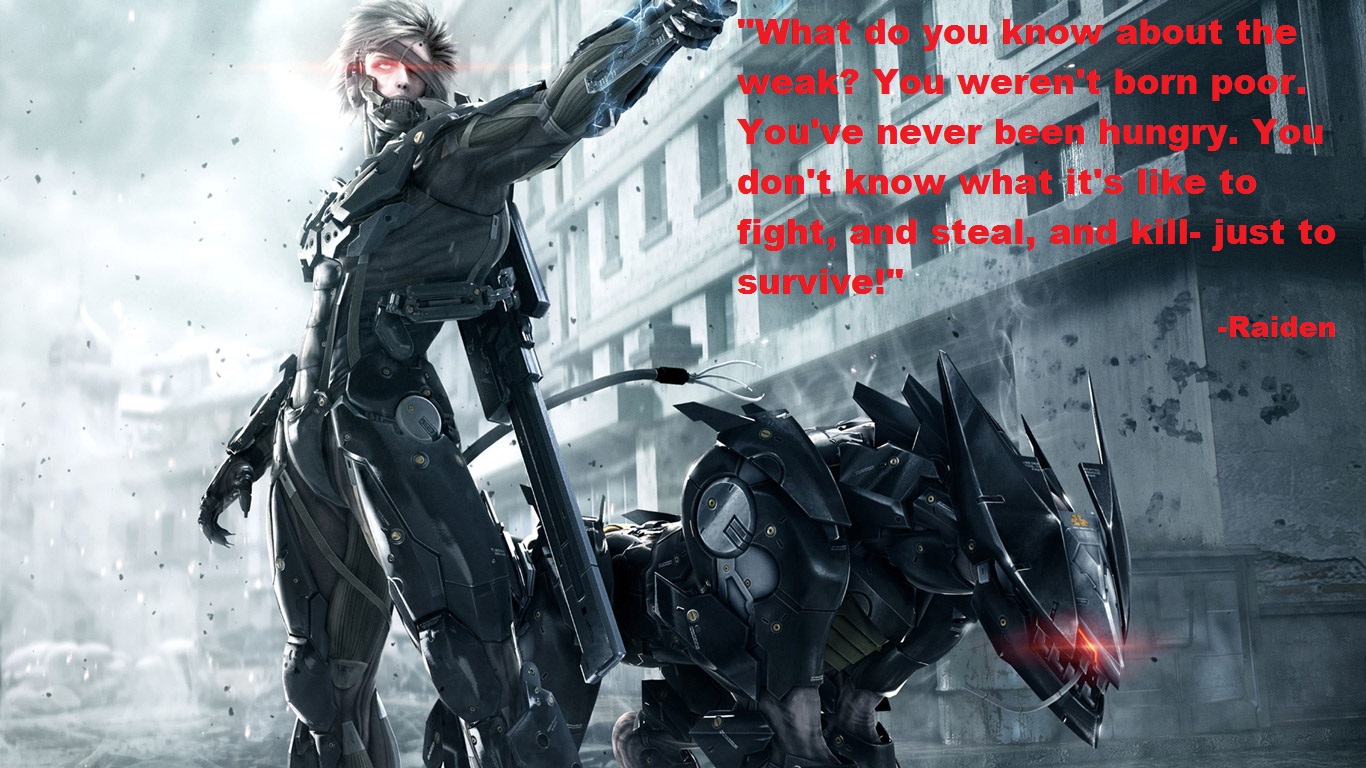 "What do you know about the
weak? You weren't born poor.
You've never been hungry. You
don't know what it's like to
fight, and steal, and kill- just to
survive!"
-Raiden